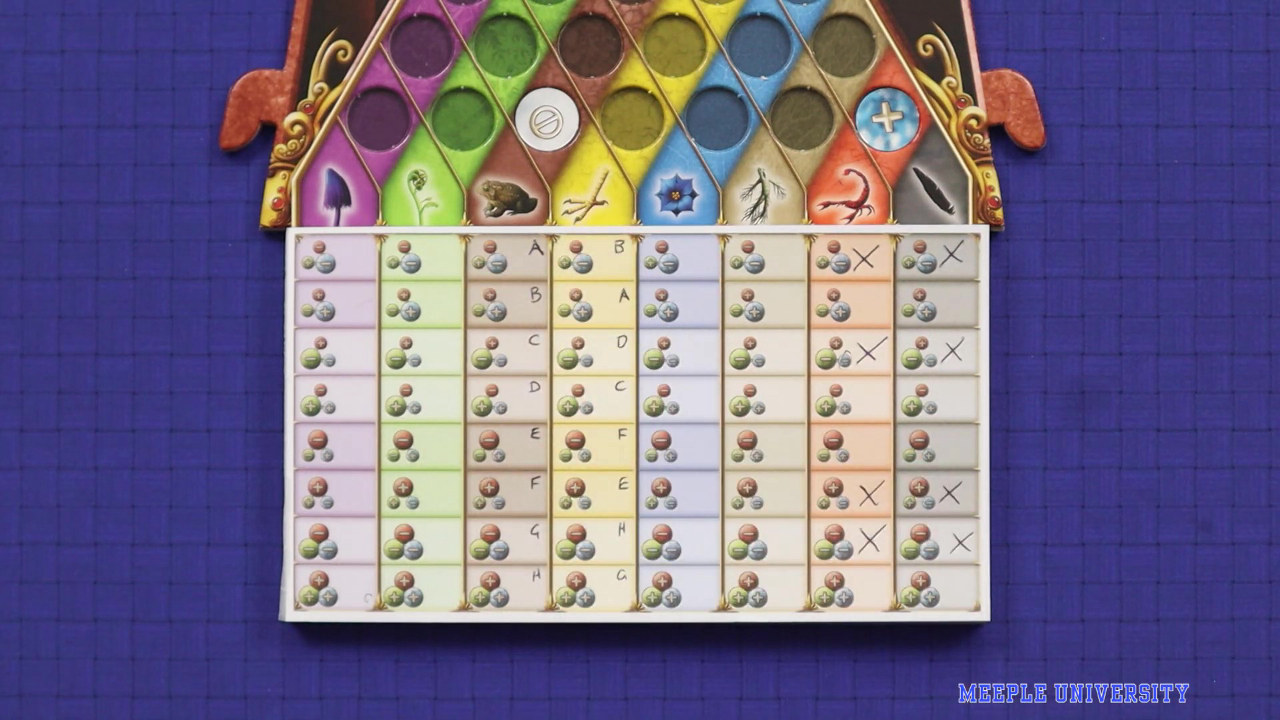 A B X X
B A
C D X X
D C
E F
F E X X
G H X X
H G
MEEPLE UNIVERSITY